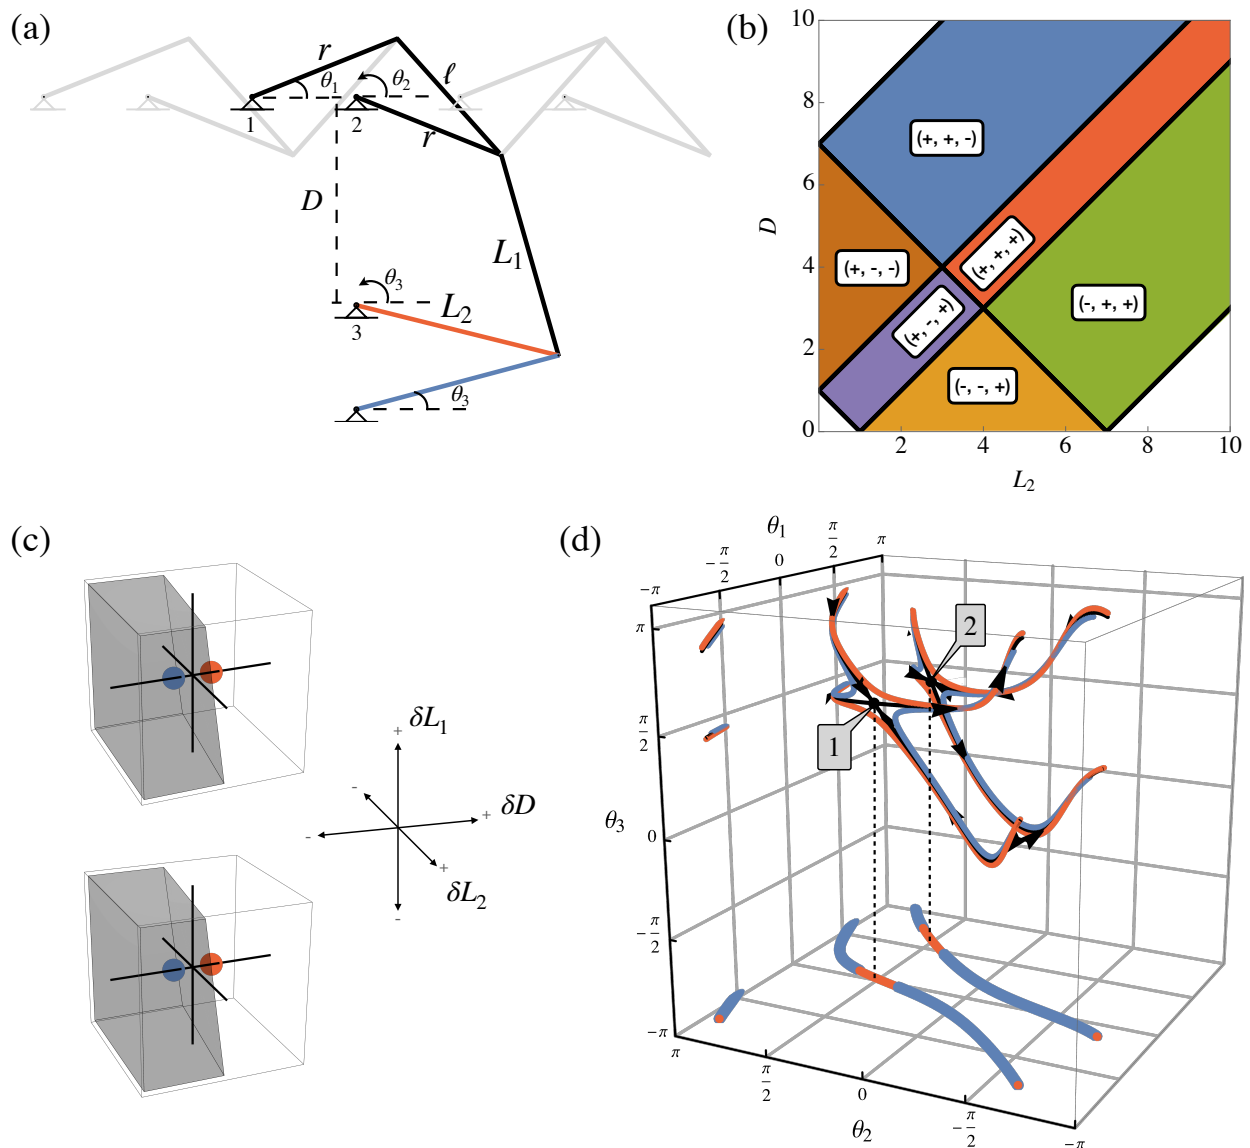 (a)
r
θ1
θ2
ℓ
1
2
r
D
L1
θ3
L2
3
θ3
(b)
10
8
6
D
4
2
0
(+, +, -)
(+, -, -)
(+, +, +)
(+, -, +)
(-, +, +)
(-, -, +)
2
4
6
8
10
L2
(c)
δL1
+
δD
+
-
-
+
δL2
-
(d)
θ1
-π
-π/2
0
π/2
π
π
π/2
θ3
0
-π/2
-π
1
2
π
π/2
0
-π/2
-π
θ2